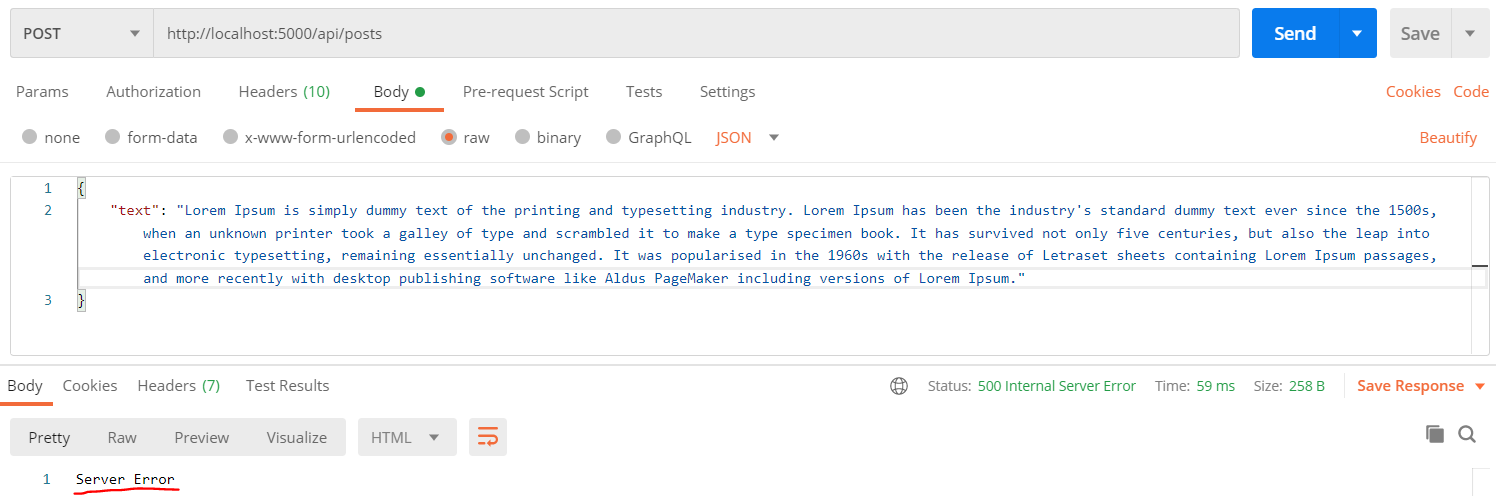 POST http://localhost:5000/api/posts Send Save
Params Authorization Headers (10) Body Pre-request Script Tests Settings Cookies Code
none form-data x-www-form-urlencoded raw binary GraphQL JSON Beautify
1 {
2 "text": "Lorem Ipsum is simply dummy text of the printing and typesetting industry. Lorem Ipsum has been the industry's standard dummy text ever since the 1500s,
when an unknown printer took a galley of type and scrambled it to make a type specimen book. It has survived not only five centuries, but also the leap into
electronic typesetting, remaining essentially unchanged. It was popularised in the 1960s with the release of Letraset sheets containing Lorem Ipsum passages,
and more recently with desktop publishing software like Aldus PageMaker including versions of Lorem Ipsum."
3 }
Body Cookies Headers (7) Test Results Status: 500 Internal Server Error Time: 59 ms Size: 258 B Save Response
Pretty Raw Preview Visualize HTML
1 Server Error